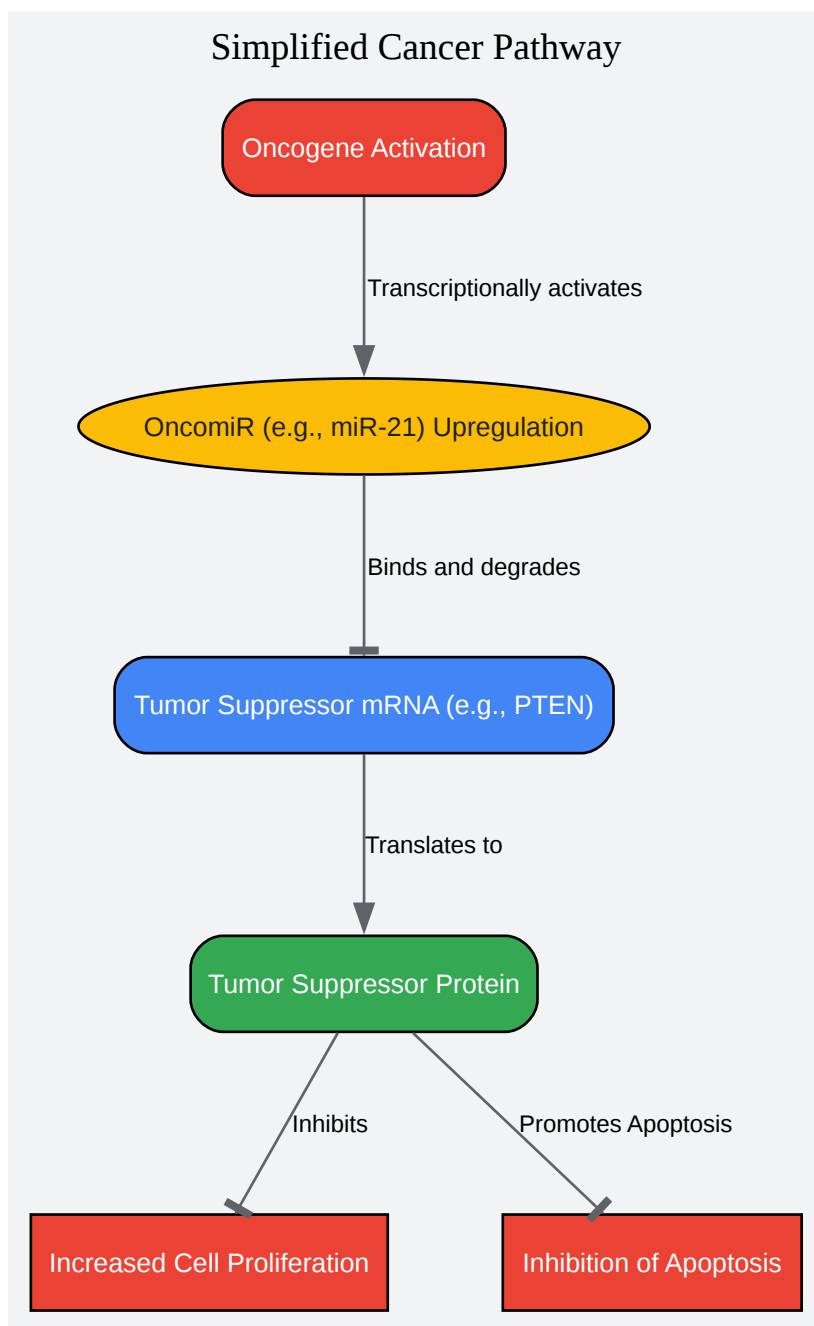 Simplified Cancer Pathway
Oncogene Activation
Transcriptionally activates
OncomiR (e.g., miR-21) Upregulation
Binds and degrades
Tumor Suppressor mRNA (e.g., PTEN)
Translates to
Tumor Suppressor Protein
Inhibits
Promotes Apoptosis
Increased Cell Proliferation
Inhibition of Apoptosis